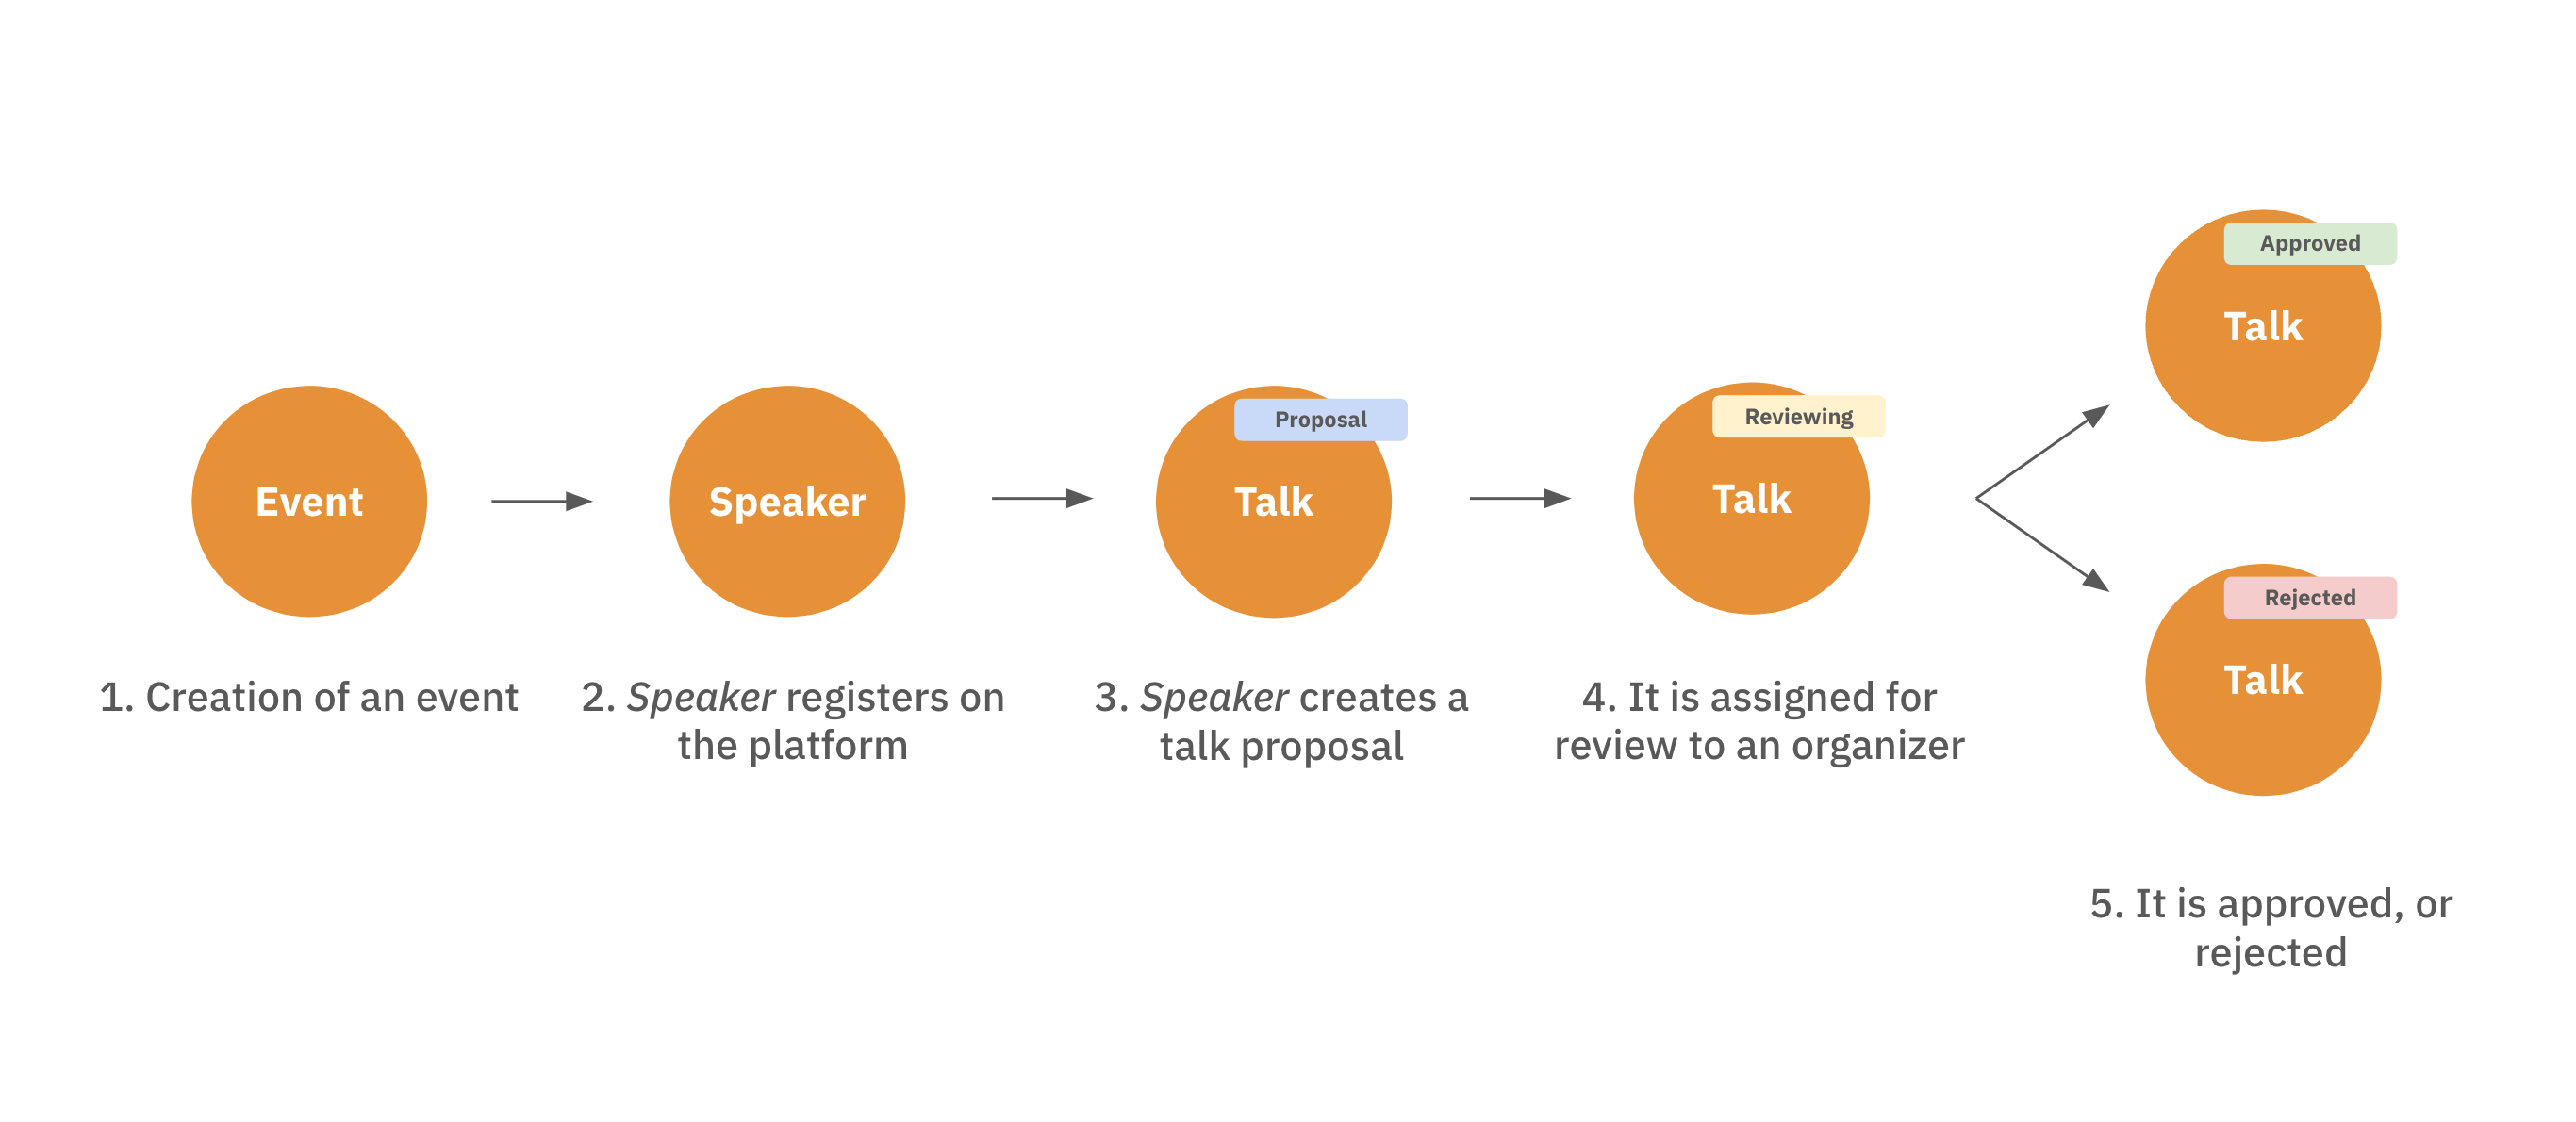 Event
1. Creation of an event
Speaker
2. Speaker registers on
the platform
Proposal
Talk
3. Speaker creates a
talk proposal
Reviewing
Talk
4. It is assigned for
review to an organizer
Approved
Talk
Rejected
Talk
5. It is approved, or
rejected